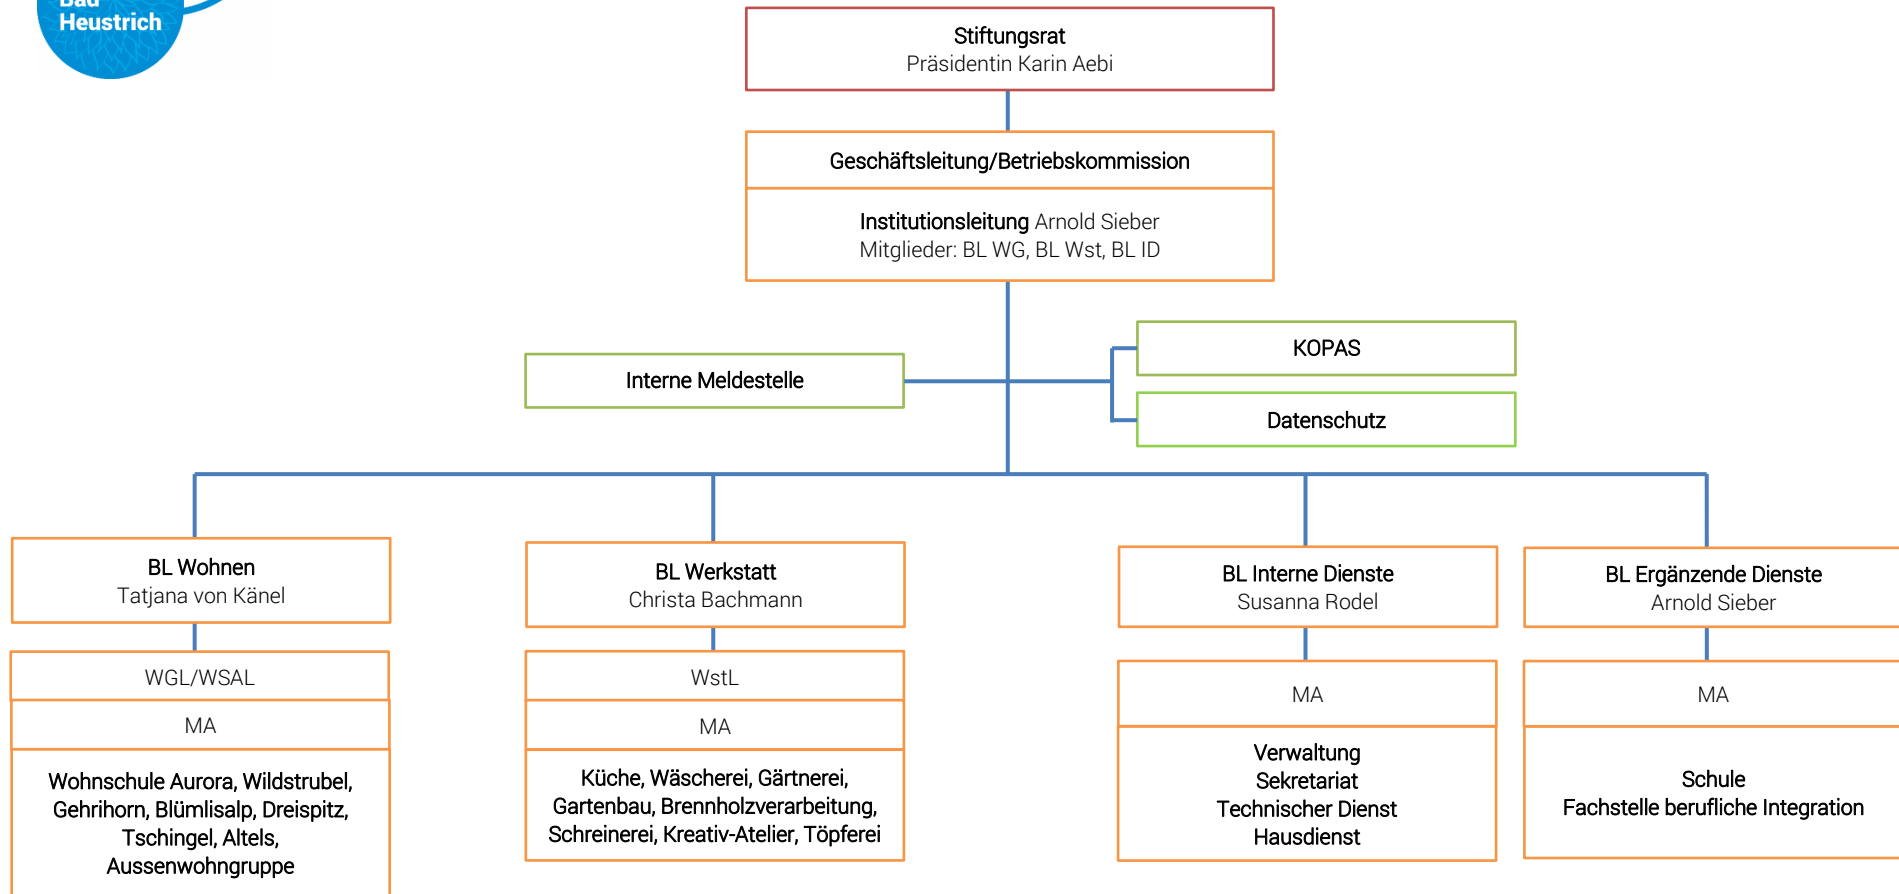 Bad
Heustrich
Stiftungsrat
Präsidentin Karin Aebi
Geschäftsleitung/Betriebskommission
Institutionsleitung Arnold Sieber
Mitglieder: BL WG, BL Wst, BL ID
KOPAS
Interne Meldestelle
Datenschutz
BL Wohnen
Tatjana von Känel
WGL/WSAL
MA
Wohnschule Aurora, Wildstrubel,
Gehrihorn, Blümlisalp, Dreispitz,
Tschingel, Altels,
Aussenwohngruppe
BL Werkstatt
Christa Bachmann
WstL
MA
Küche, Wäscherei, Gärtnerei,
Gartenbau, Brennholzverarbeitung,
Schreinerei, Kreativ-Atelier, Töpferei
BL Interne Dienste
Susanna Rodel
MA
Verwaltung
Sekretariat
Technischer Dienst
Hausdienst
BL Ergänzende Dienste
Arnold Sieber
MA
Schule
Fachstelle berufliche Integration